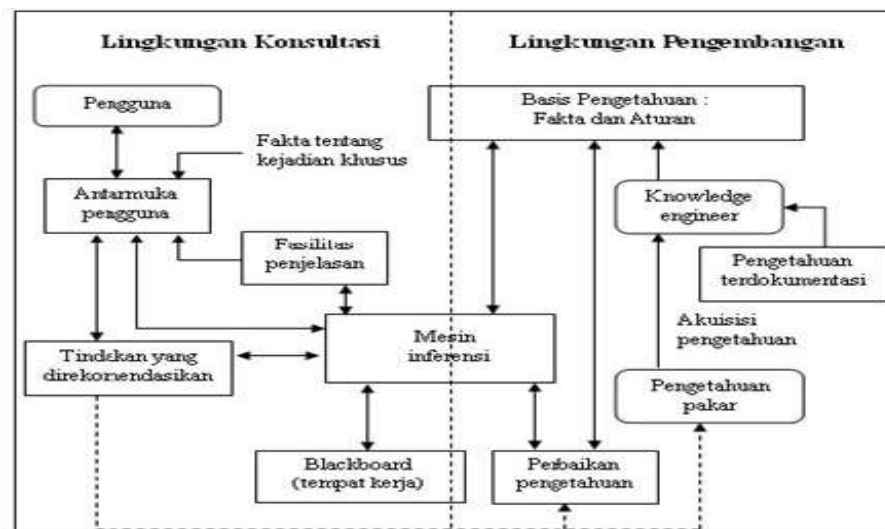 Lingkungan Konsultasi
Lingkungan Pengembangan
Pengguna
Fakta tentang
kejadian khusus
Antarmuka
pengguna
Fasilitas
penjelasan
Tindakan yang
direkomendasikan
Mesin
inferensi
Blackboard
(tempat kerja)
Basis Pengetahuan :
Fakta dan Aturan
Knowledge
engineer
Pengetahuan
terdokumentasi
Akuisisi
pengetahuan
Pengetahuan
pakar
Perbaikan
pengetahuan